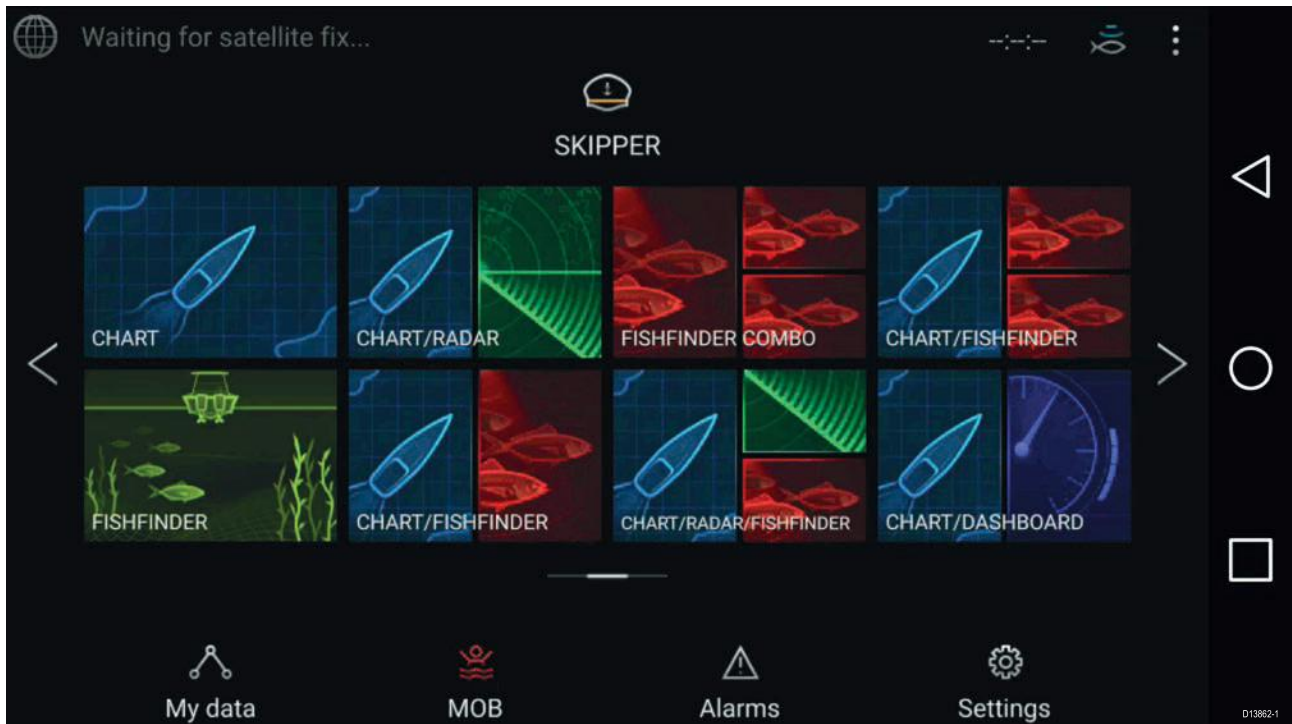 Waiting for satellite fix... --:--:--
SKIPPER
CHART CHART/RADAR FISHFINDER COMBO CHART/FISHFINDER
FISHFINDER CHART/FISHFINDER CHART/RADAR/FISHFINDER CHART/DASHBOARD
My data MOB Alarms Settings
D13862-1